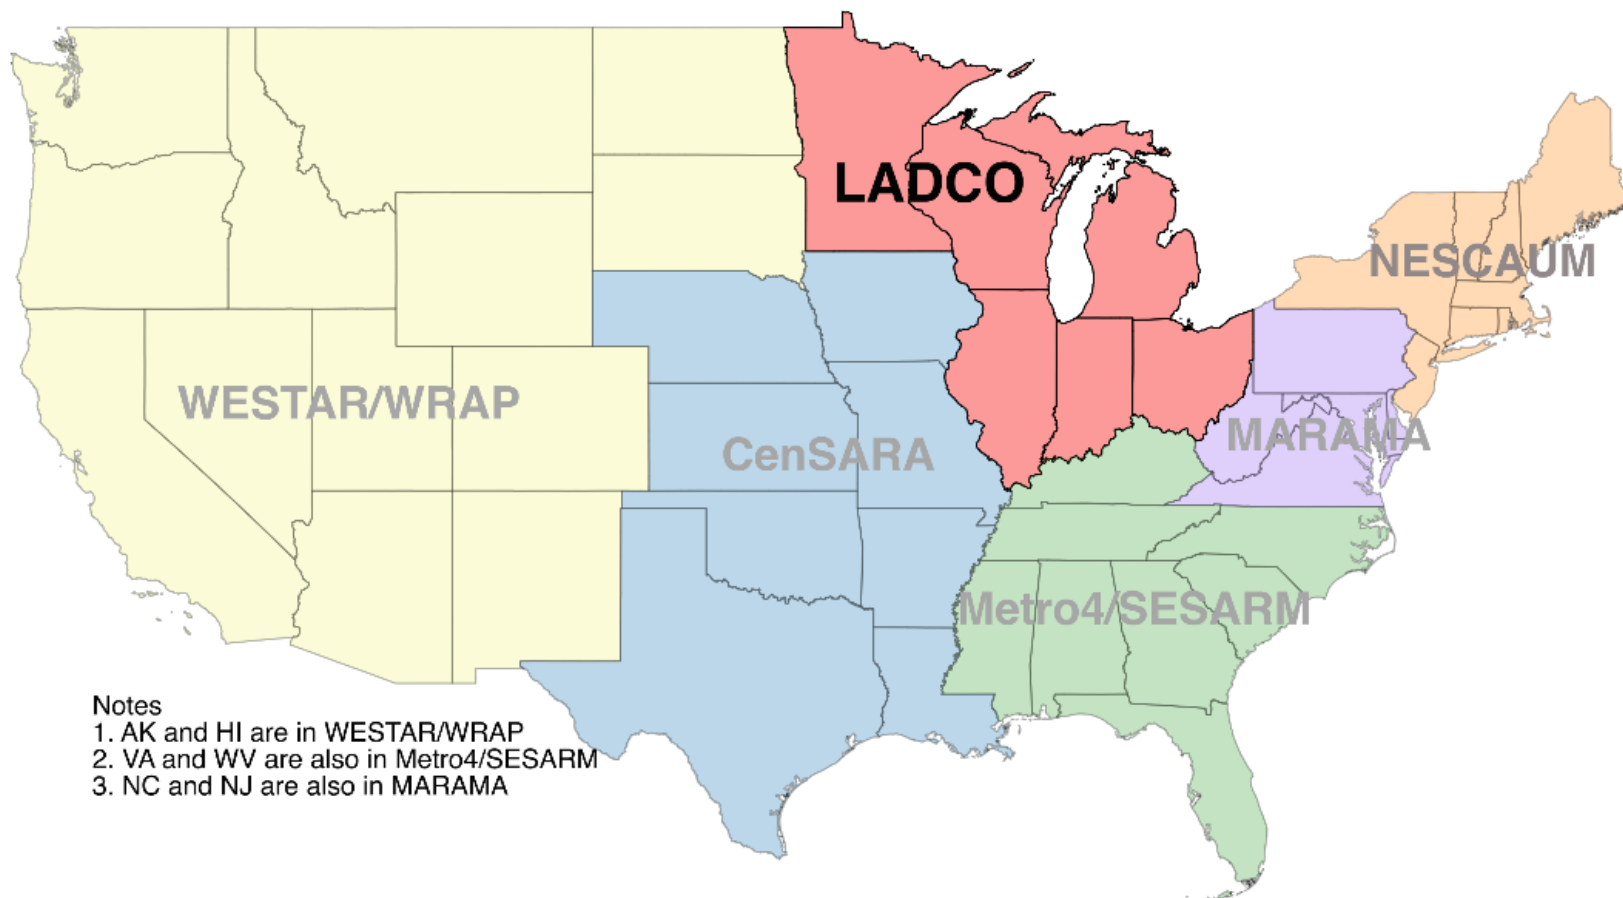 LADCO
NESCAUM
WESTAR/WRAP
MARAMA
CenSARA
Metro4/SESARM
Notes
1. AK and HI are in WESTAR/WRAP
2. VA and WV are also in Metro4/SESARM
3. NC and NJ are also in MARAMA